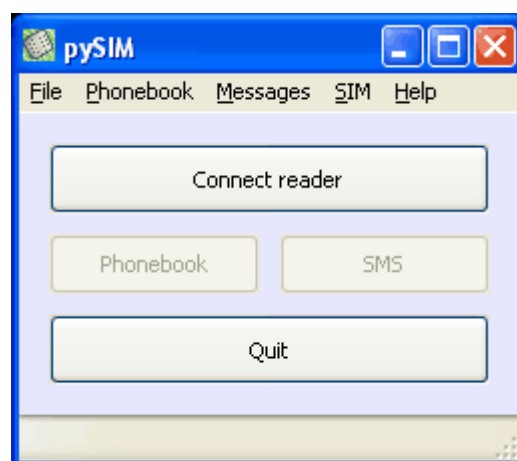 pySIM
File Phonebook Messages SIM Help
Connect reader
Phonebook SMS
Quit